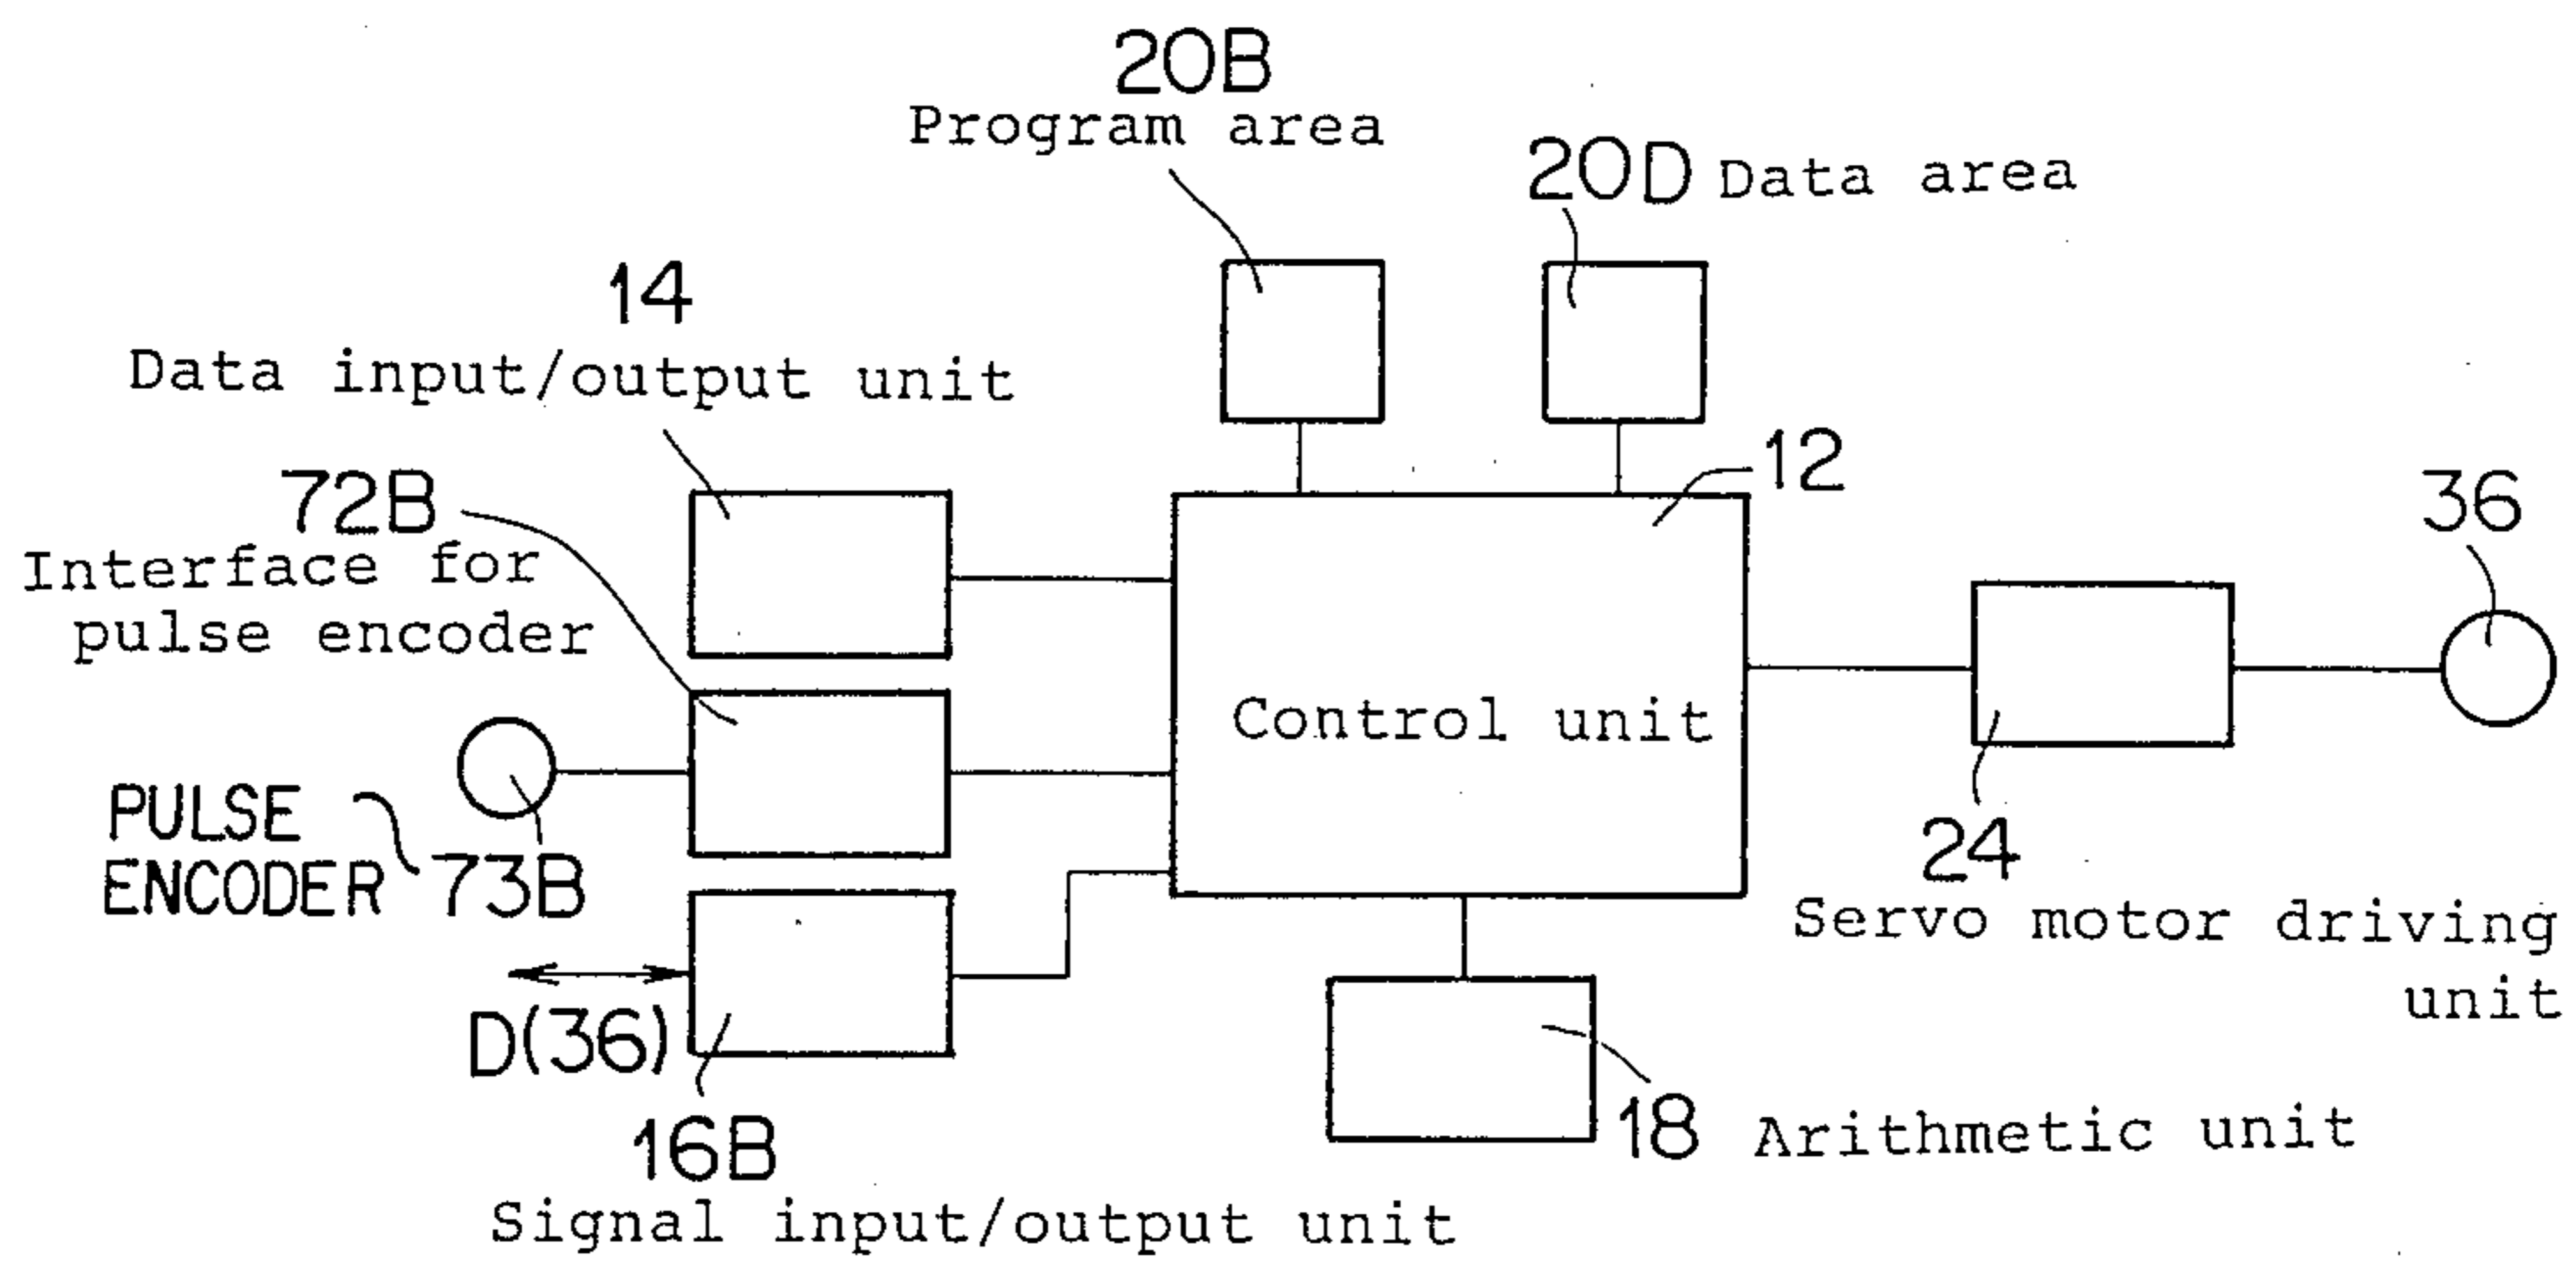 20B
Program area
20D Data area
14
Data input/output unit
12
72B
Interface for
pulse encoder
36
Control unit
PULSE
ENCODER 73B
24
Servo motor driving
unit
D(36)
18 Arithmetic unit
16B
Signal input/output unit